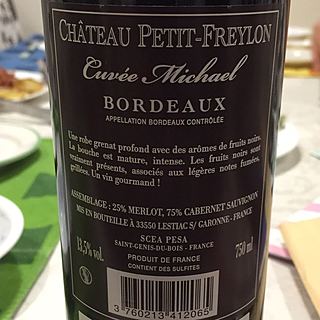 CHÂTEAU PETIT-FREYLON
Cuvée Michael
BORDEAUX
APPELLATION BORDEAUX CONTRÔLÉE
Une robe grenat profond avec des arômes de fruits noirs.
La bouche est mature, intense. Les fruits noirs sont
vraiment présents, associés aux légères notes fumées,
grillées. Un vin gourmand !
ASSEMBLAGE : 25% MERLOT, 75% CABERNET SAUVIGNON
MIS EN BOUTEILLE À 33550 LESTIAC S/ GARONNE - FRANCE
SCEA PESA
SAINT-GENIS-DU-BOIS - FRANCE
13,5% vol.
750 ml
PRODUIT DE FRANCE
CONTIENT DES SULFITES
3 760213 412065